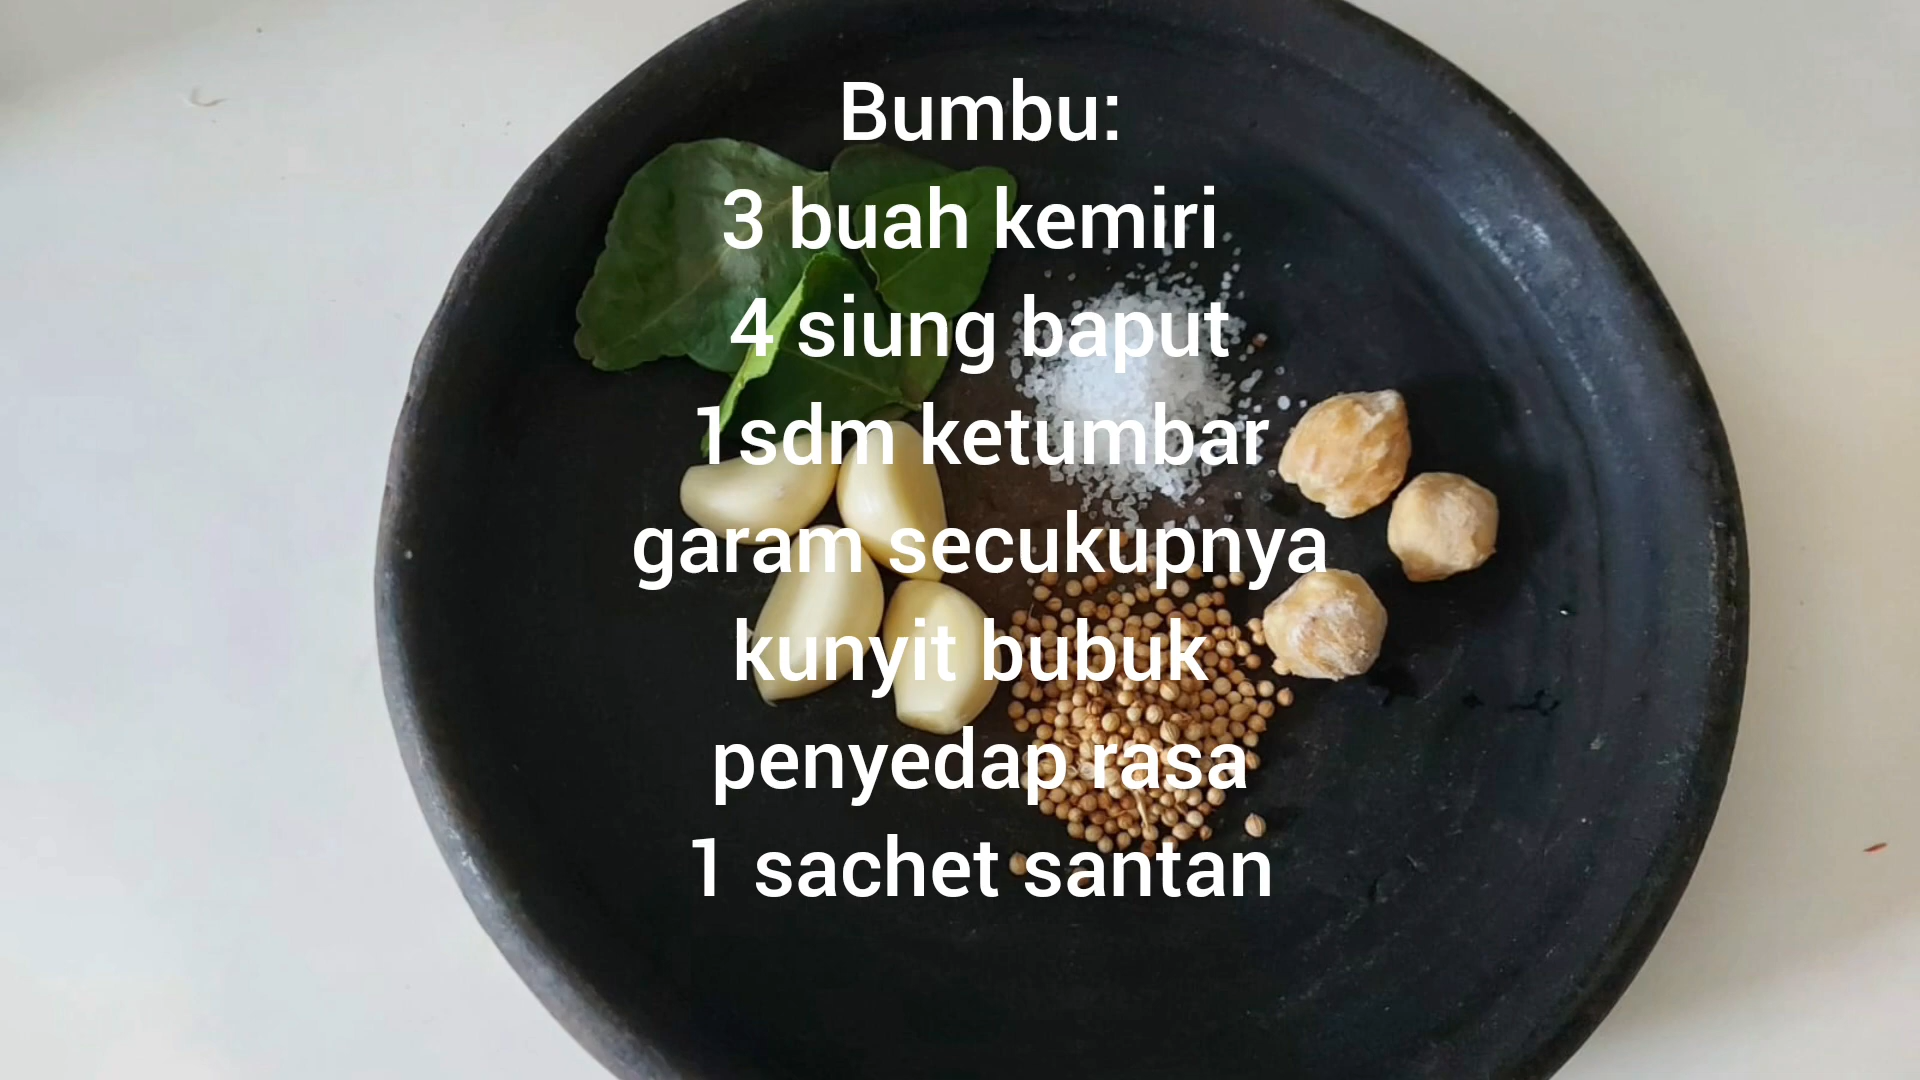 Bumbu:
3 buah kemiri
4 siung baput
1sdm ketumbar
garam secukupnya
kunyit bubuk
penyedap rasa
1 sachet santan